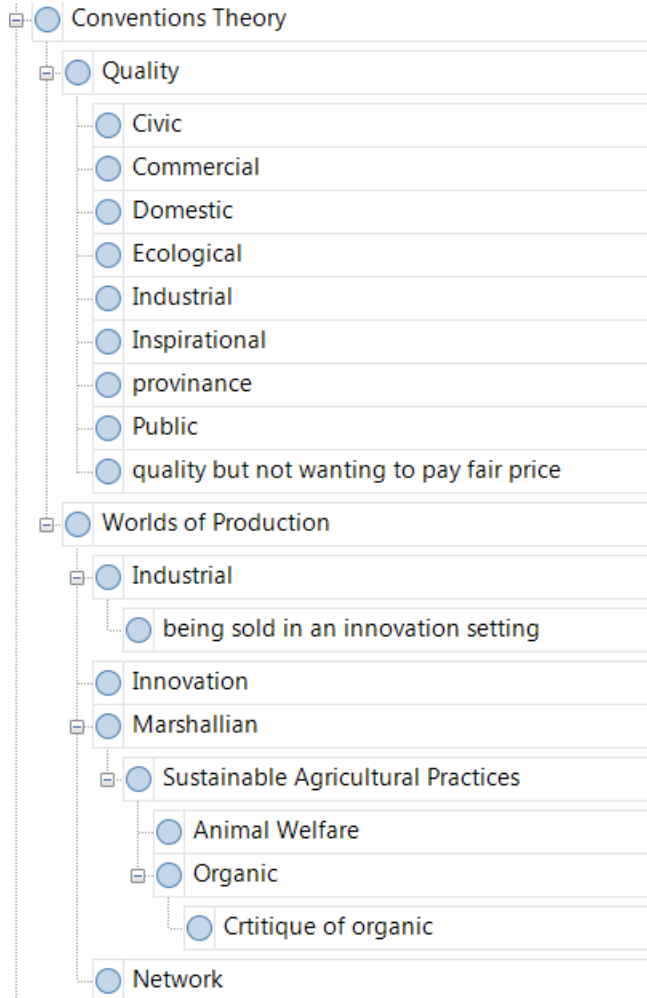 Conventions Theory
Quality
Civic
Commercial
Domestic
Ecological
Industrial
Inspirational
provinance
Public
quality but not wanting to pay fair price
Worlds of Production
Industrial
being sold in an innovation setting
Innovation
Marshallian
Sustainable Agricultural Practices
Animal Welfare
Organic
Crtitique of organic
Network